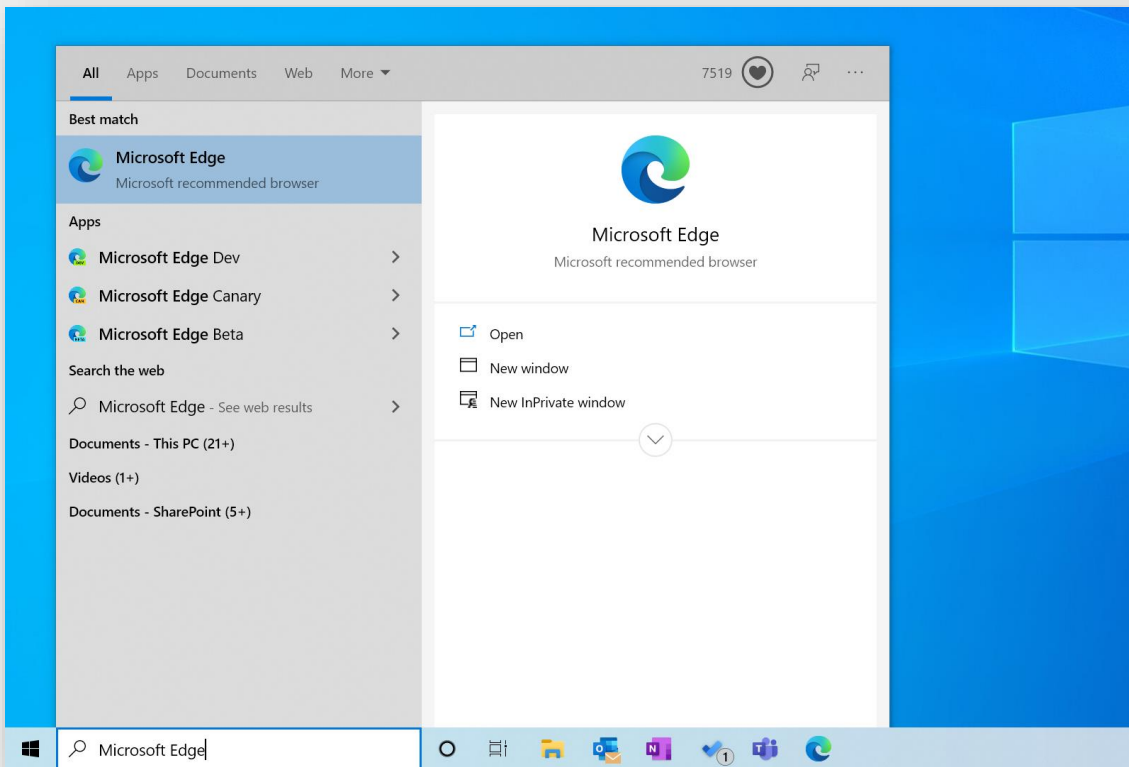 All Apps Documents Web More 7519 ...
Best match
Microsoft Edge
Microsoft recommended browser
Apps
Microsoft Edge Dev
Microsoft Edge Canary
Microsoft Edge Beta
Search the web
Microsoft Edge - See web results
Documents - This PC (21+)
Videos (1+)
Documents - SharePoint (5+)
Microsoft Edge
Microsoft recommended browser
Open
New window
New InPrivate window
Microsoft Edge
1